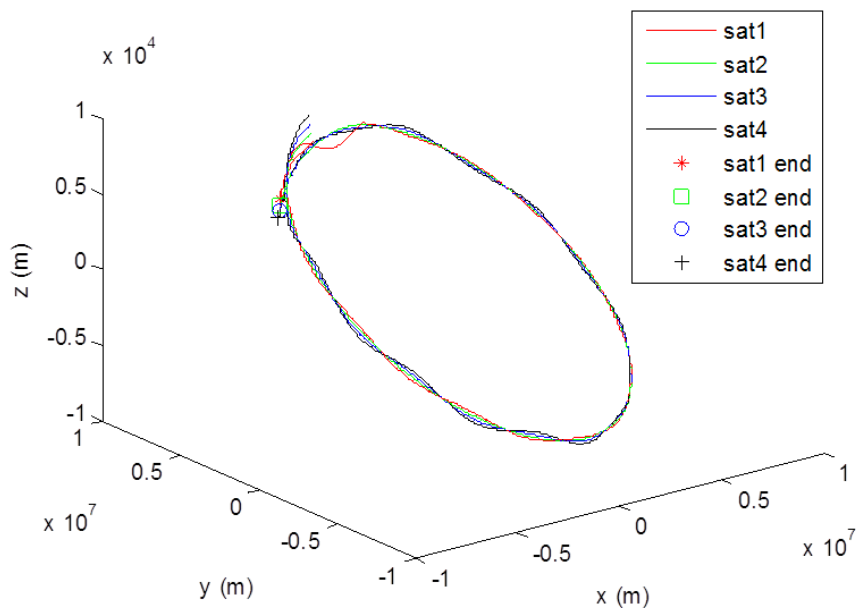 x 10^4
sat1
sat2
sat3
sat4
sat1 end
sat2 end
sat3 end
sat4 end
1
0.5
0
-0.5
-1
z (m)
1
0.5
0
-0.5
-1
x 10^7
y (m)
-1
-0.5
0
0.5
1
x 10^7
x (m)